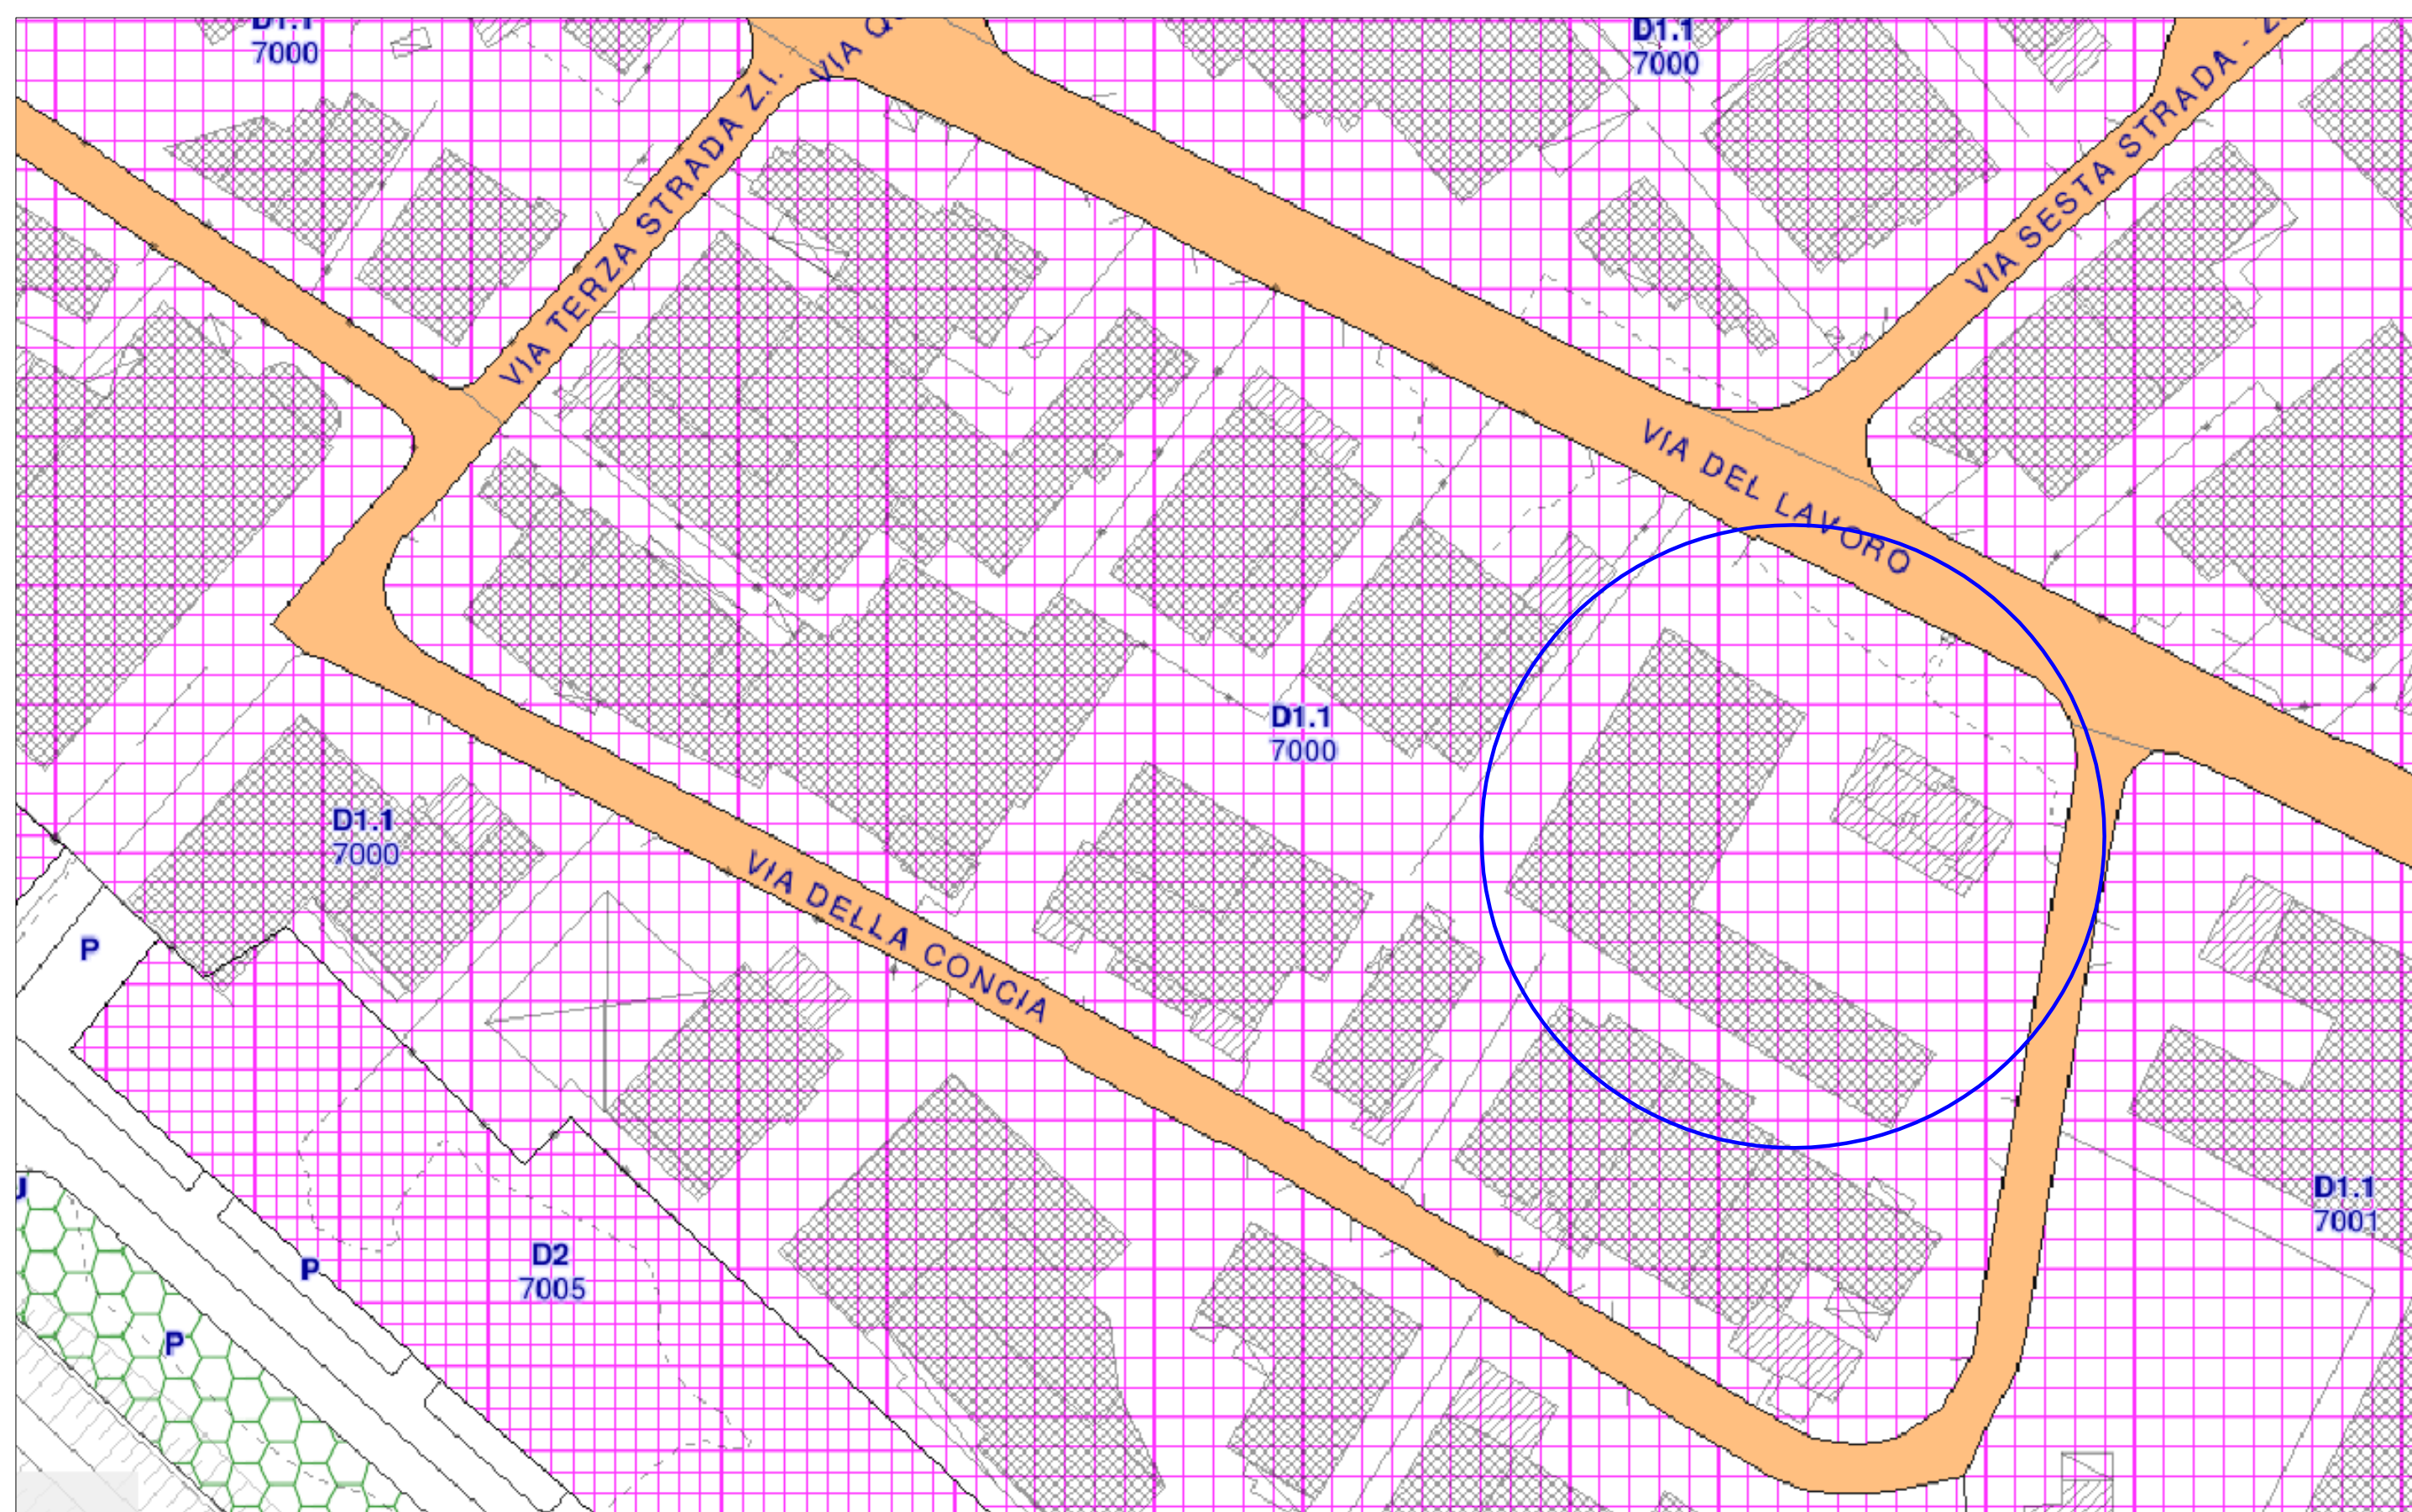 D1.1
7000
D1.1
7000
VIA TERZA STRADA Z.I.
VIA
VIA SESTA STRADA -
VIA DEL LAVORO
D1.1
7000
D1.1
7000
VIA DELLA CONCIA
P
D1.1
7001
D2
7005
P
P